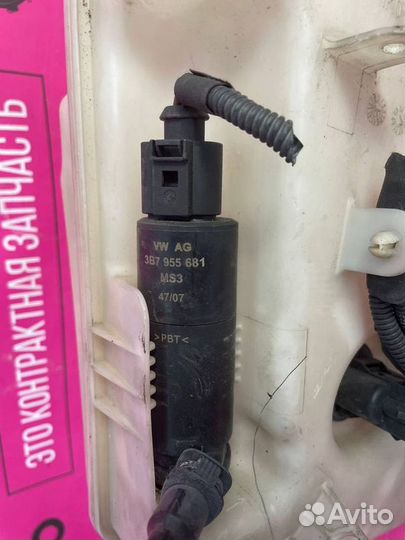 ЭТО КОНТРАКТНАЯ ЗАПЧАСТЬ
VW AG
3B7 955 681
MS3
47/07
>PBT<
Avito